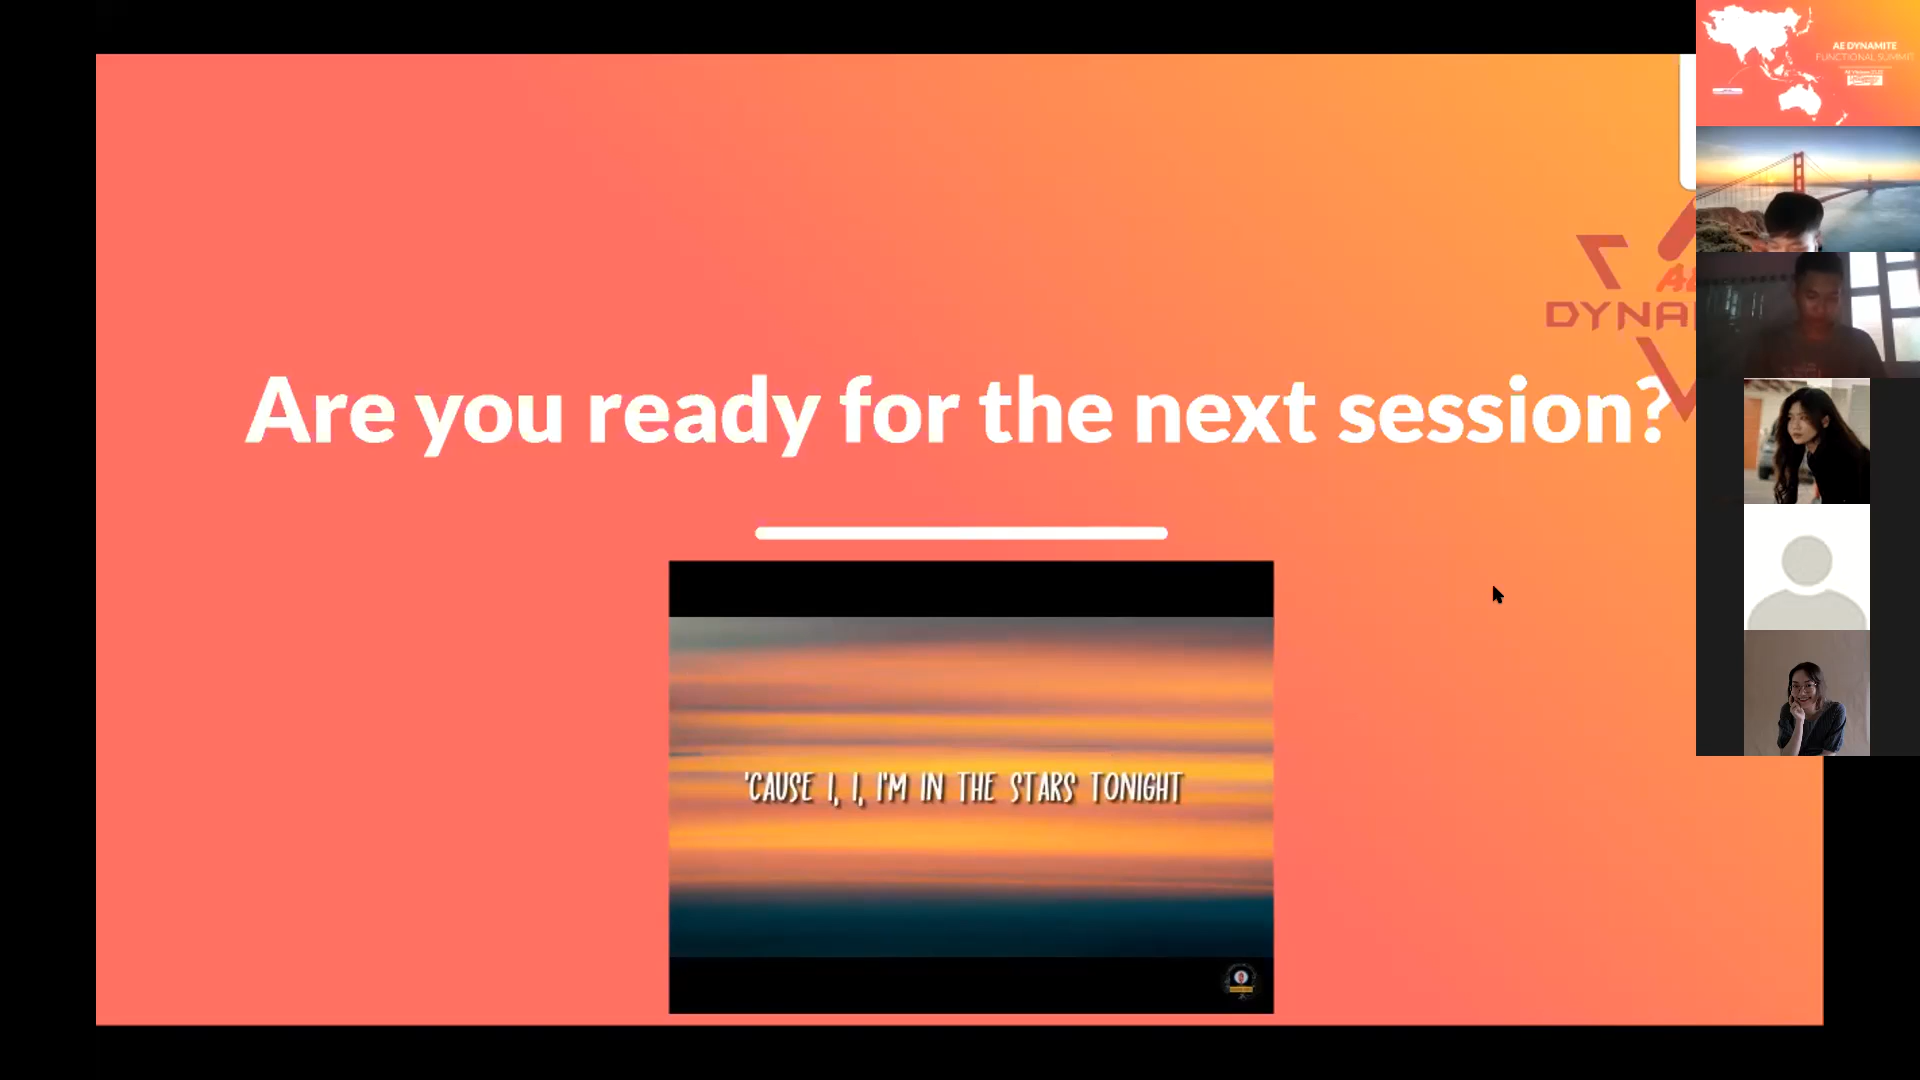 AE DYNAMITE
FUNCTIONAL SUMMIT
DYNA
Are you ready for the next session?
'CAUSE I, I, I'M IN THE STARS TONIGHT